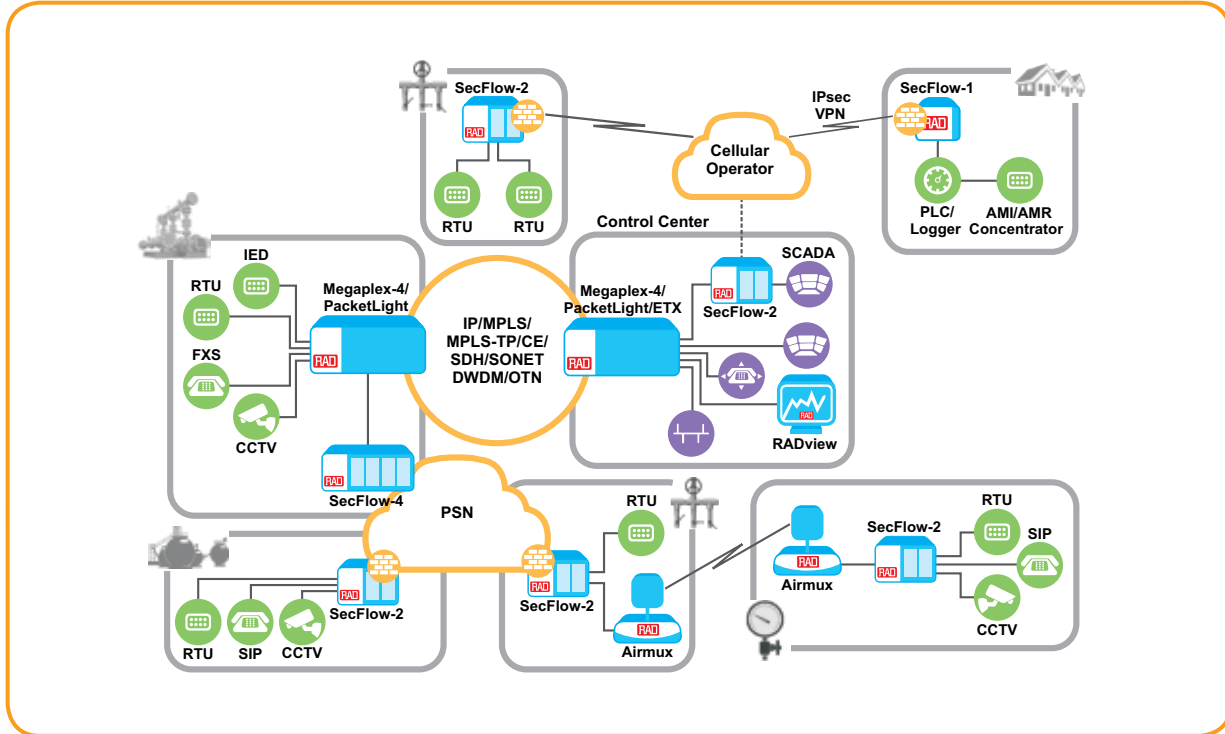 SecFlow-2
RAD
RTU
RTU
IPsec
VPN
Cellular
Operator
SecFlow-1
RAD
PLC/
Logger
AMI/AMR
Concentrator
IED
RTU
FXS
CCTV
Megaplex-4/
PacketLight
RAD
RAD
SecFlow-4
IP/MPLS/
MPLS-TP/CE/
SDH/SONET
DWDM/OTN
Control Center
Megaplex-4/
PacketLight/ETX
RAD
RAD
SecFlow-2
SCADA
RAD
RADview
PSN
RAD
SecFlow-2
RTU
SIP
CCTV
RTU
RAD
SecFlow-2
RAD
Airmux
RAD
Airmux
SecFlow-2
RAD
RTU
SIP
CCTV